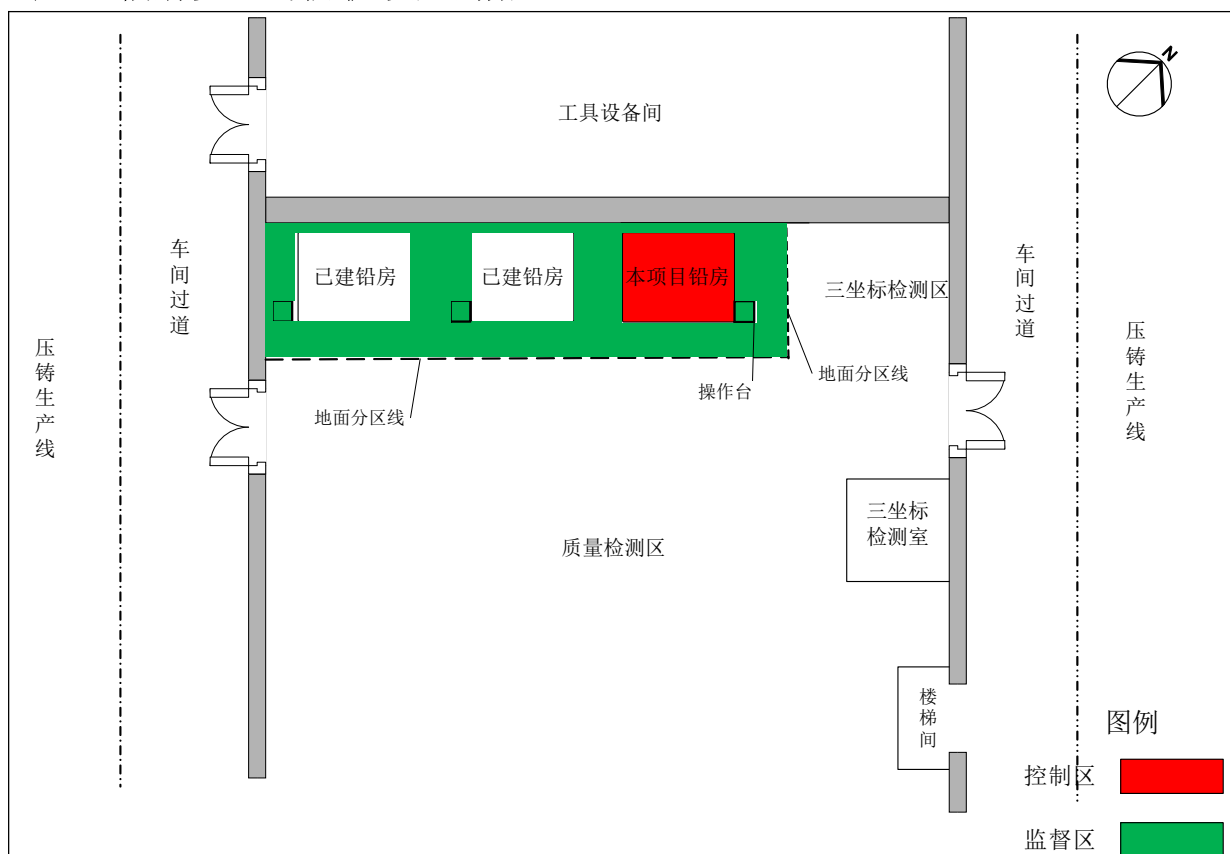 N
工具设备间
车间过道
压铸生产线
已建铅房
已建铅房
本项目铅房
三坐标检测区
车间过道
压铸生产线
地面分区线
操作台
地面分区线
三坐标
检测室
质量检测区
楼梯间
图例
控制区
监督区